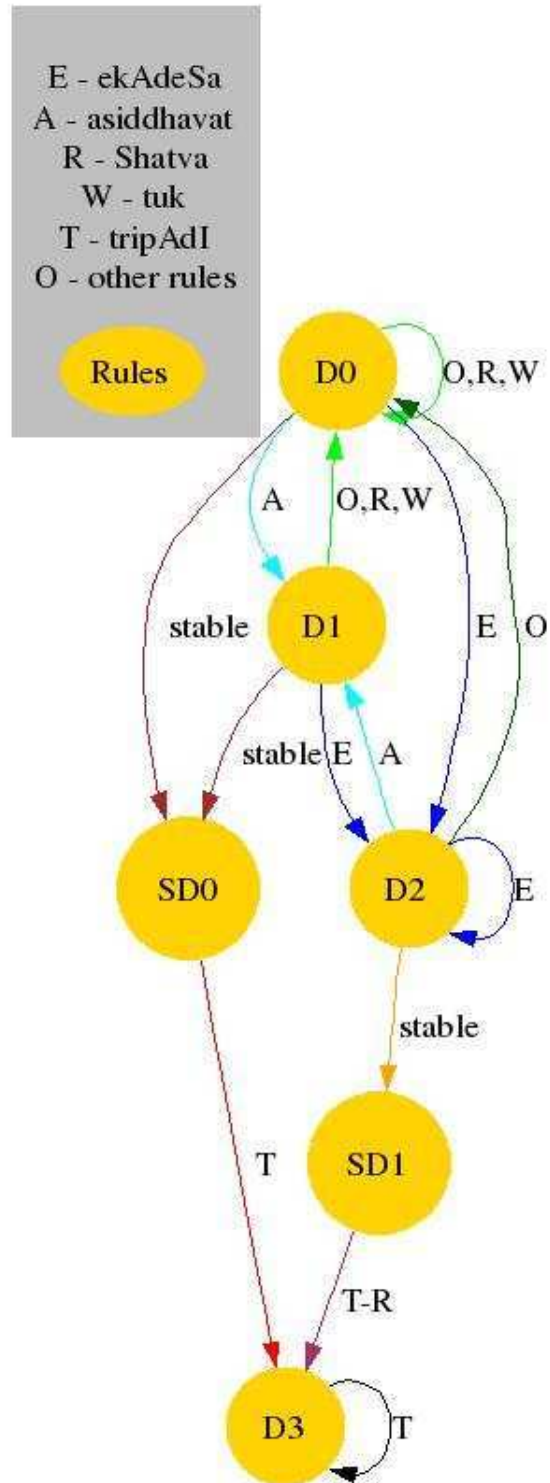 E - ekAdeSa
A - asiddhavat
R - Shatva
W - tuk
T - tripAdI
O - other rules
Rules
D0
O,R,W
A
O,R,W
stable
D1
E
O
stable
E
A
SD0
D2
E
stable
T
SD1
T-R
D3
T